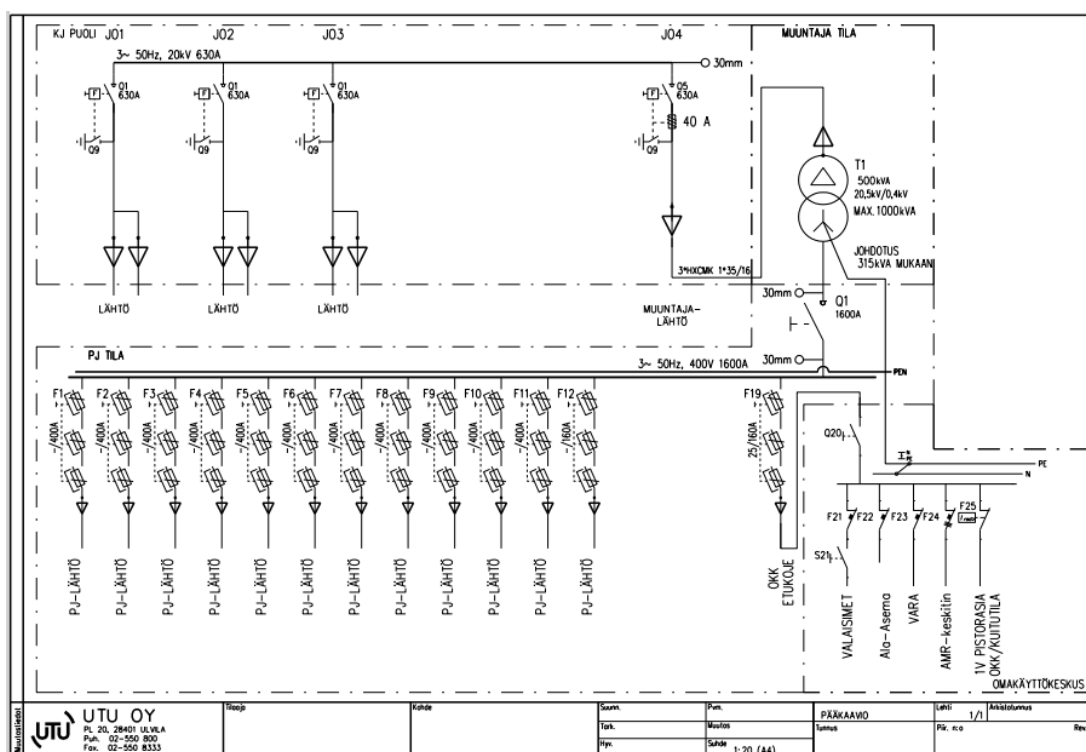 KJ PUOLI
J01
J02
J03
J04
MUUNTAJA TILA
3~ 50Hz, 20kV 630A
30mm
F
Q1
630A
F
Q1
630A
F
Q1
630A
F
Q5
630A
40 A
Q9
Q9
Q9
Q9
T1
500kVA
20,5kV/0,4kV
MAX. 1000kVA
JOHDOTUS
315kVA MUKAAN
3*HXCMK 1*35/16
LÄHTÖ
LÄHTÖ
LÄHTÖ
MUUNTAJA-
LÄHTÖ
30mm
Q1
1600A
30mm
PJ TILA
3~ 50Hz, 400V 1600A
PEN
F1
F2
F3
F4
F5
F6
F7
F8
F9
F10
F11
F12
F19
-/400A
-/400A
-/400A
-/400A
-/400A
-/400A
-/400A
-/400A
-/400A
-/400A
-/400A
-/160A
25/160A
Q20
PE
N
F21
F22
F23
F24
F25
S21
PJ-LÄHTÖ
PJ-LÄHTÖ
PJ-LÄHTÖ
PJ-LÄHTÖ
PJ-LÄHTÖ
PJ-LÄHTÖ
PJ-LÄHTÖ
PJ-LÄHTÖ
PJ-LÄHTÖ
PJ-LÄHTÖ
PJ-LÄHTÖ
PJ-LÄHTÖ
OKK
ETUKOJE
VALAISIMET
Ala-Asema
VARA
AMR-keskitin
1V PISTORASIA
OKK/KUITUTILA
OMAKÄYTTÖKESKUS
Muutostiedot
UTU
UTU OY
PL 20, 28401 ULVILA
Puh. 02-550 800
Fax. 02-550 8333
Tilaaja
Kohde
Suunn.
Tark.
Hyv.
Pvm.
Muutos
Suhde 1:20 (A4)
PÄÄKAAVIO
Tunnus
Lehti 1/1
Piir. n:o
Arkistotunnus
Rev